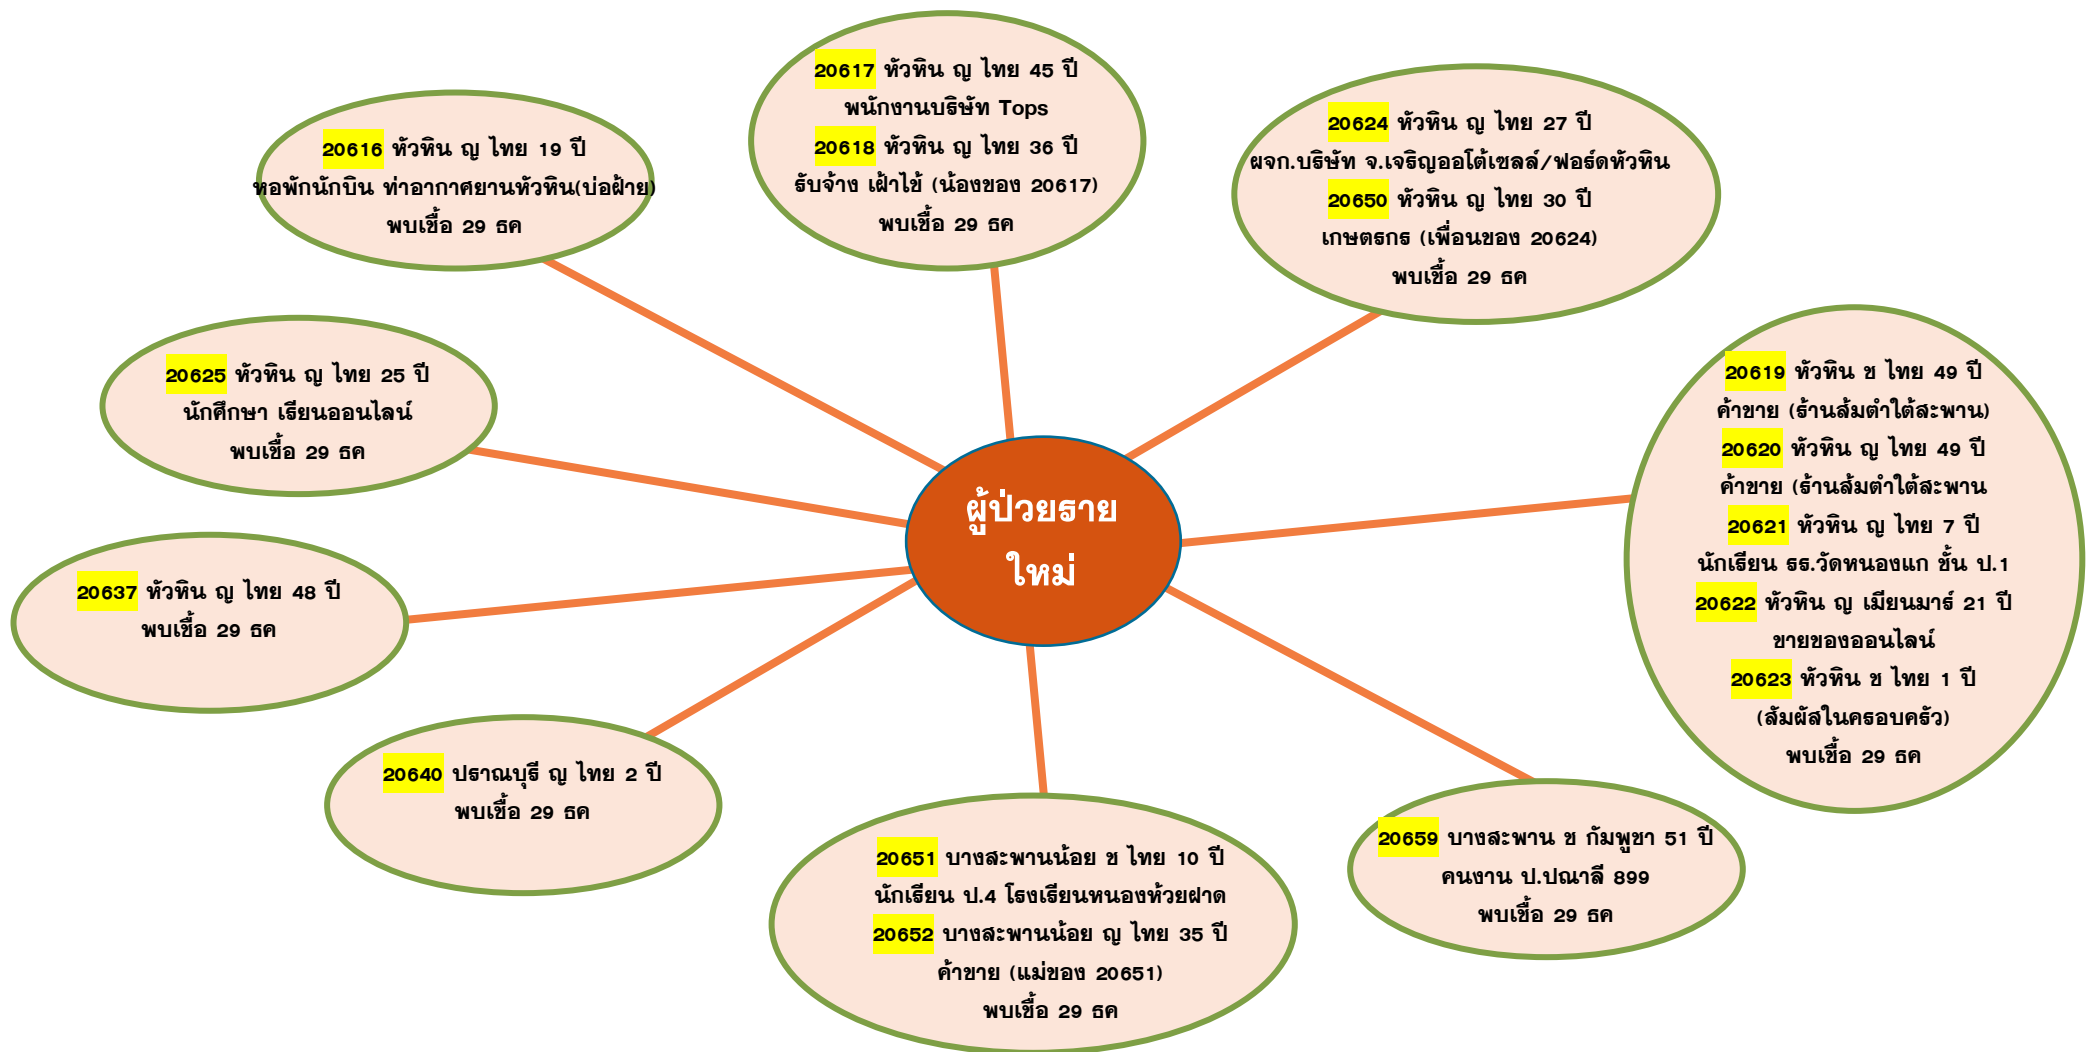 20617 หัวหิน ญ ไทย 45 ปี
พนักงานบริษัท Tops
20618 หัวหิน ญ ไทย 36 ปี
รับจ้าง เฝ้าไข้ (น้องของ 20617)
พบเชื้อ 29 ธค
20616 หัวหิน ญ ไทย 19 ปี
หอพักนักบิน ท่าอากาศยานหัวหิน(บ่อฝ้าย)
พบเชื้อ 29 ธค
20624 หัวหิน ญ ไทย 27 ปี
ผจก.บริษัท จ.เจริญออโต้เซลล์/ฟอร์ดหัวหิน
20650 หัวหิน ญ ไทย 30 ปี
เกษตรกร (เพื่อนของ 20624)
พบเชื้อ 29 ธค
20625 หัวหิน ญ ไทย 25 ปี
นักศึกษา เรียนออนไลน์
พบเชื้อ 29 ธค
20619 หัวหิน ช ไทย 49 ปี
ค้าขาย (ร้านส้มตำใต้สะพาน)
20620 หัวหิน ญ ไทย 49 ปี
ค้าขาย (ร้านส้มตำใต้สะพาน
20621 หัวหิน ญ ไทย 7 ปี
นักเรียน รร.วัดหนองแก ชั้น ป.1
20622 หัวหิน ญ เมียนมาร์ 21 ปี
ขายของออนไลน์
20623 หัวหิน ช ไทย 1 ปี
(สัมผัสในครอบครัว)
พบเชื้อ 29 ธค
ผู้ป่วยราย
ใหม่
20637 หัวหิน ญ ไทย 48 ปี
พบเชื้อ 29 ธค
20640 ปราณบุรี ญ ไทย 2 ปี
พบเชื้อ 29 ธค
20651 บางสะพานน้อย ช ไทย 10 ปี
นักเรียน ป.4 โรงเรียนหนองห้วยฝาด
20652 บางสะพานน้อย ญ ไทย 35 ปี
ค้าขาย (แม่ของ 20651)
พบเชื้อ 29 ธค
20659 บางสะพาน ช กัมพูชา 51 ปี
คนงาน ป.ปณาลี 899
พบเชื้อ 29 ธค